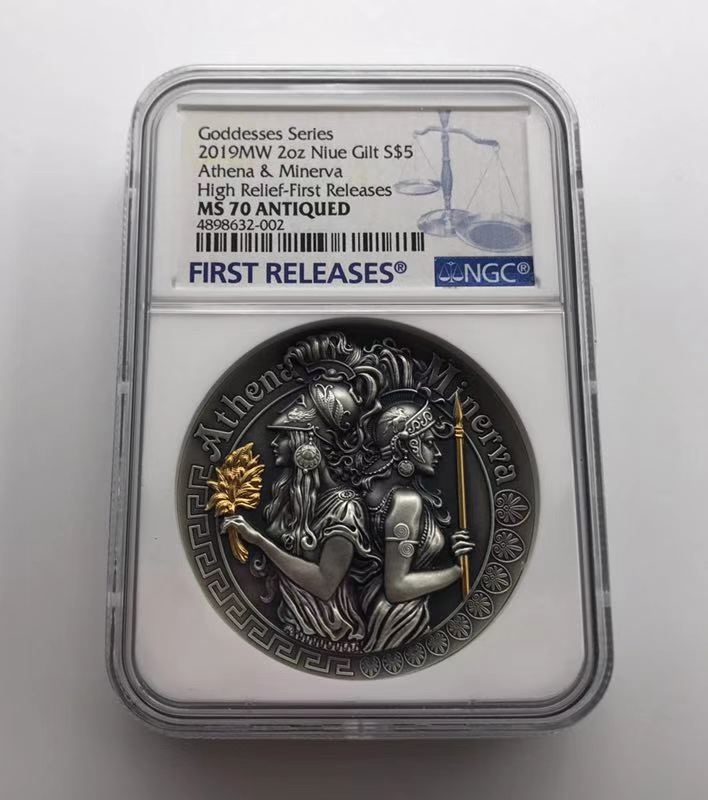 Goddesses Series
2019MW 2oz Niue Gilt S$5
Athena & Minerva
High Relief-First Releases
MS 70 ANTIQUED
4898632-002
FIRST RELEASES®
NGC®
Athena
Minerva